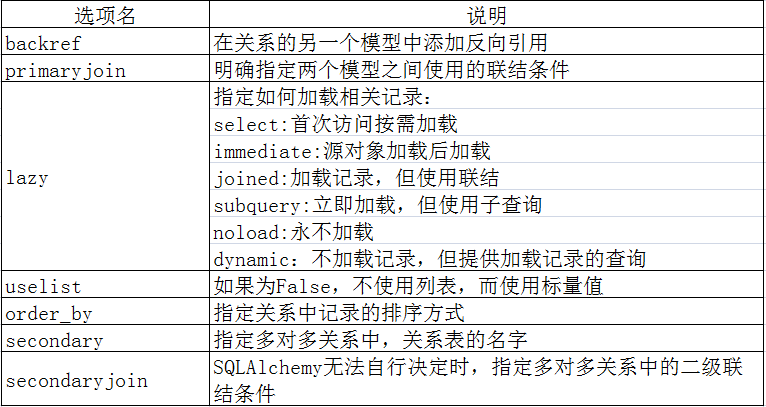 选项名 说明
backref 在关系的另一个模型中添加反向引用
primaryjoin 明确指定两个模型之间使用的联结条件
lazy
指定如何加载相关记录：
select:首次访问按需加载
immediate:源对象加载后加载
joined:加载记录，但使用联结
subquery:立即加载，但使用子查询
noload:永不加载
dynamic：不加载记录，但提供加载记录的查询
uselist 如果为False，不使用列表，而使用标量值
order_by 指定关系中记录的排序方式
secondary 指定多对多关系中，关系表的名字
secondaryjoin
SQLAlchemy无法自行决定时，指定多对多关系中的二级联
结条件